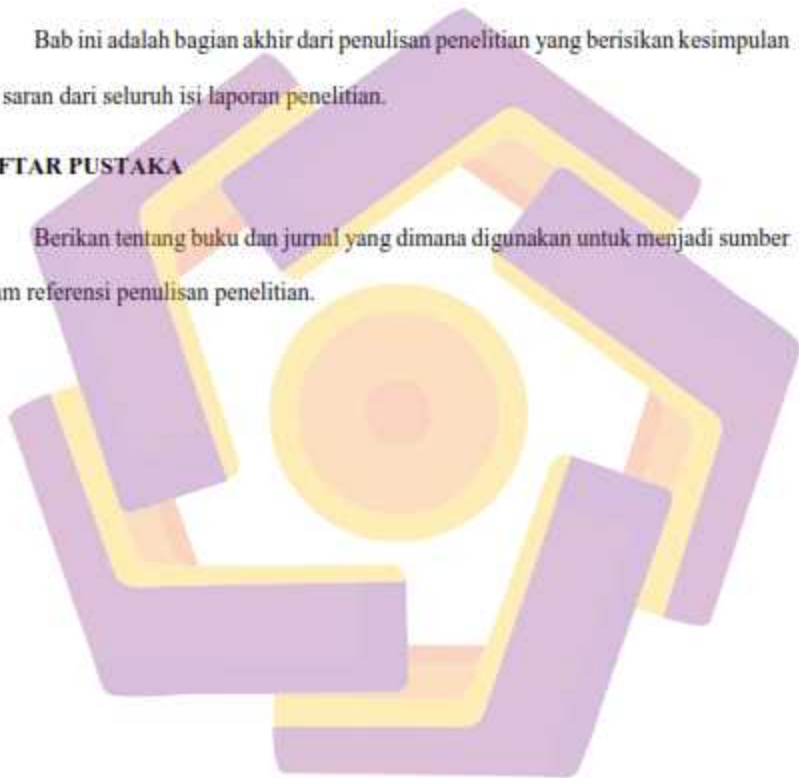 Bab ini adalah bagian akhir dari penulisan penelitian yang berisikan kesimpulan
saran dari seluruh isi laporan penelitian.
FTAR PUSTAKA
Berikan tentang buku dan jurnal yang dimana digunakan untuk menjadi sumber
m referensi penulisan penelitian.